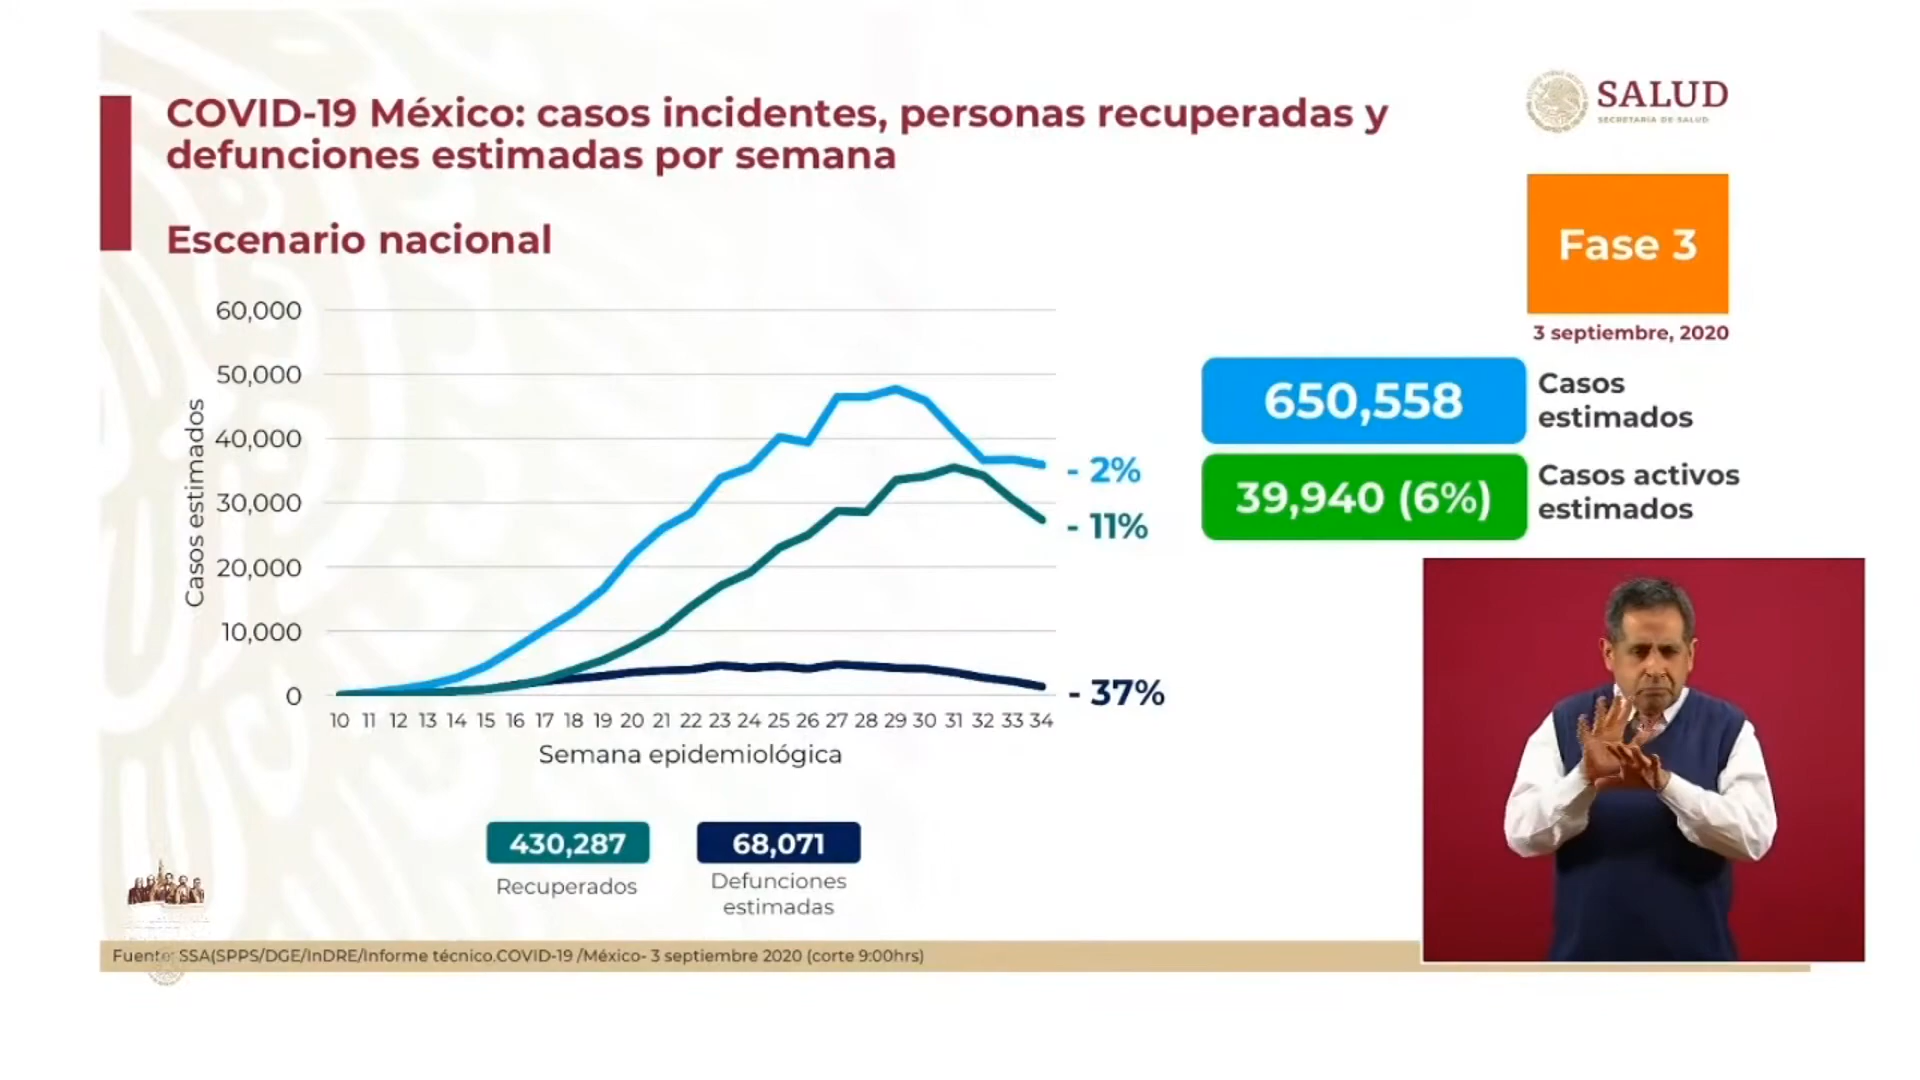 COVID-19 México: casos incidentes, personas recuperadas y
defunciones estimadas por semana
Escenario nacional
SALUD
SECRETARÍA DE SALUD
Fase 3
3 septiembre, 2020
60,000
50,000
40,000
30,000
20,000
10,000
0
Casos estimados
10 11 12 13 14 15 16 17 18 19 20 21 22 23 24 25 26 27 28 29 30 31 32 33 34
Semana epidemiológica
- 2%
- 11%
- 37%
650,558
Casos
estimados
39,940 (6%)
Casos activos
estimados
430,287
Recuperados
68,071
Defunciones
estimadas
Fuente: SSA(SPPS/DGE/InDRE/Informe técnico.COVID-19 /México- 3 septiembre 2020 (corte 9:00hrs)